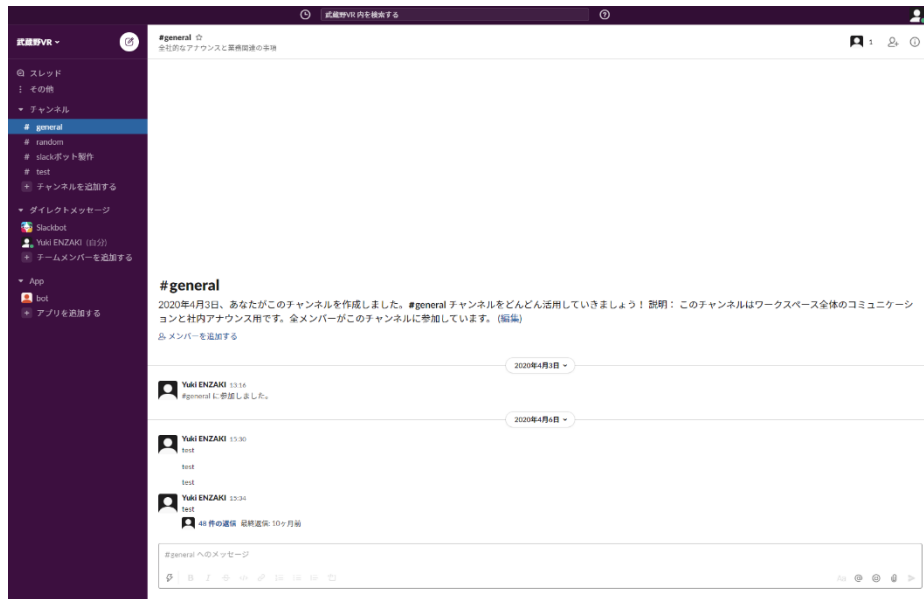 武蔵野VR 内を検索する
武蔵野VR
#general
全社的なアナウンスと業務関連の事項
1
スレッド
その他
チャンネル
# general
# random
# slackボット製作
# test
+ チャンネルを追加する
ダイレクトメッセージ
Slackbot
Yuki ENZAKI (自分)
+ チームメンバーを追加する
App
bot
+ アプリを追加する
#general
2020年4月3日、あなたがこのチャンネルを作成しました。#general チャンネルをどんどん活用していきましょう！ 説明： このチャンネルはワークスペース全体のコミュニケーシ
ョンと社内アナウンス用です。全メンバーがこのチャンネルに参加しています。 (編集)
メンバーを追加する
2020年4月3日
Yuki ENZAKI 13:16
#general に参加しました。
2020年4月6日
Yuki ENZAKI 15:30
test
test
test
Yuki ENZAKI 15:34
test
48 件の返信 最終返信: 10ヶ月前
#general へのメッセージ
B I
Aa @